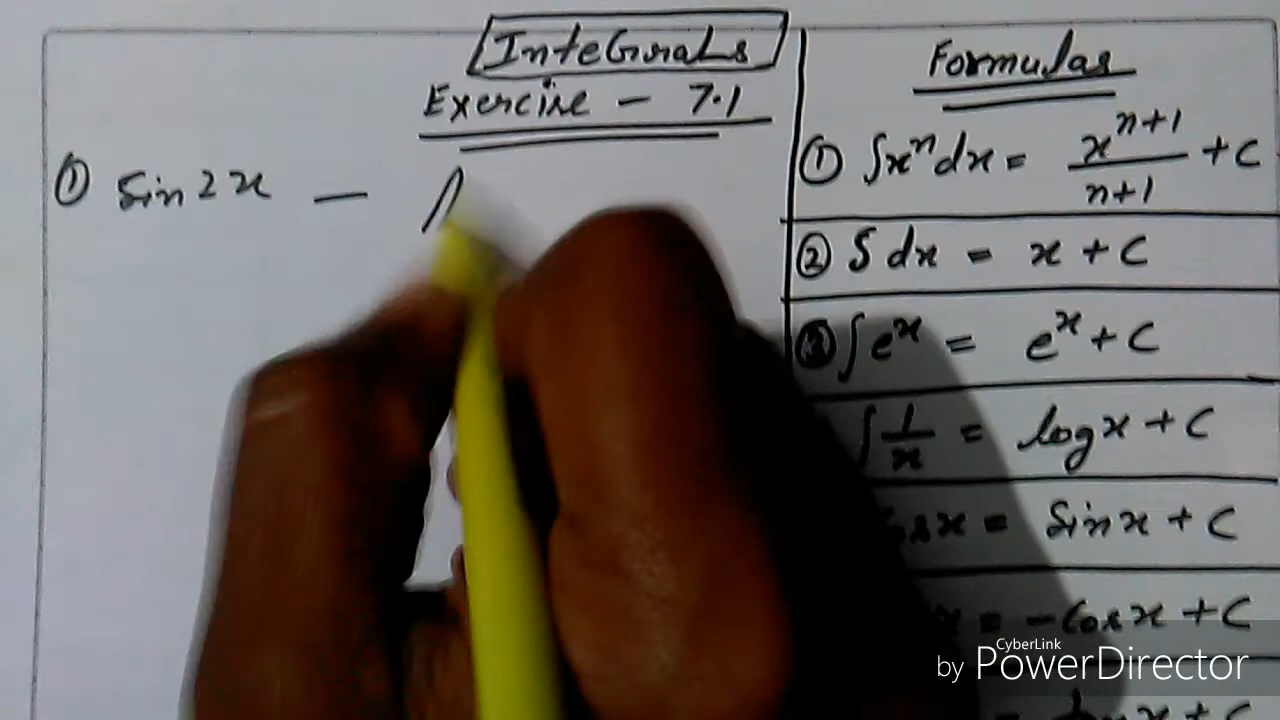 Integrals
Exercise - 7.1
① Sin 2x —
Formulas
① ∫xⁿdx = xⁿ⁺¹/n+1 + C
② ∫dx = x + C
③ ∫eˣ = eˣ + C
∫1/x = log x + C
x = Sin x + C
x = -Cos x + C
CyberLink
by PowerDirector
x + C